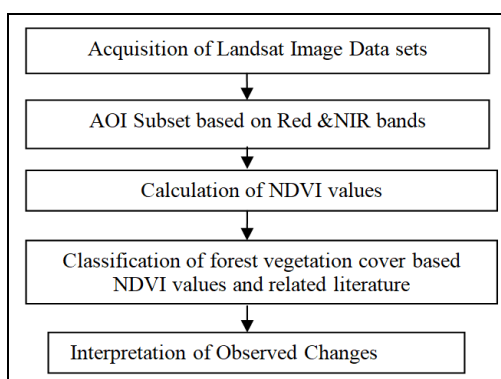 Acquisition of Landsat Image Data sets
AOI Subset based on Red &NIR bands
Calculation of NDVI values
Classification of forest vegetation cover based
NDVI values and related literature
Interpretation of Observed Changes